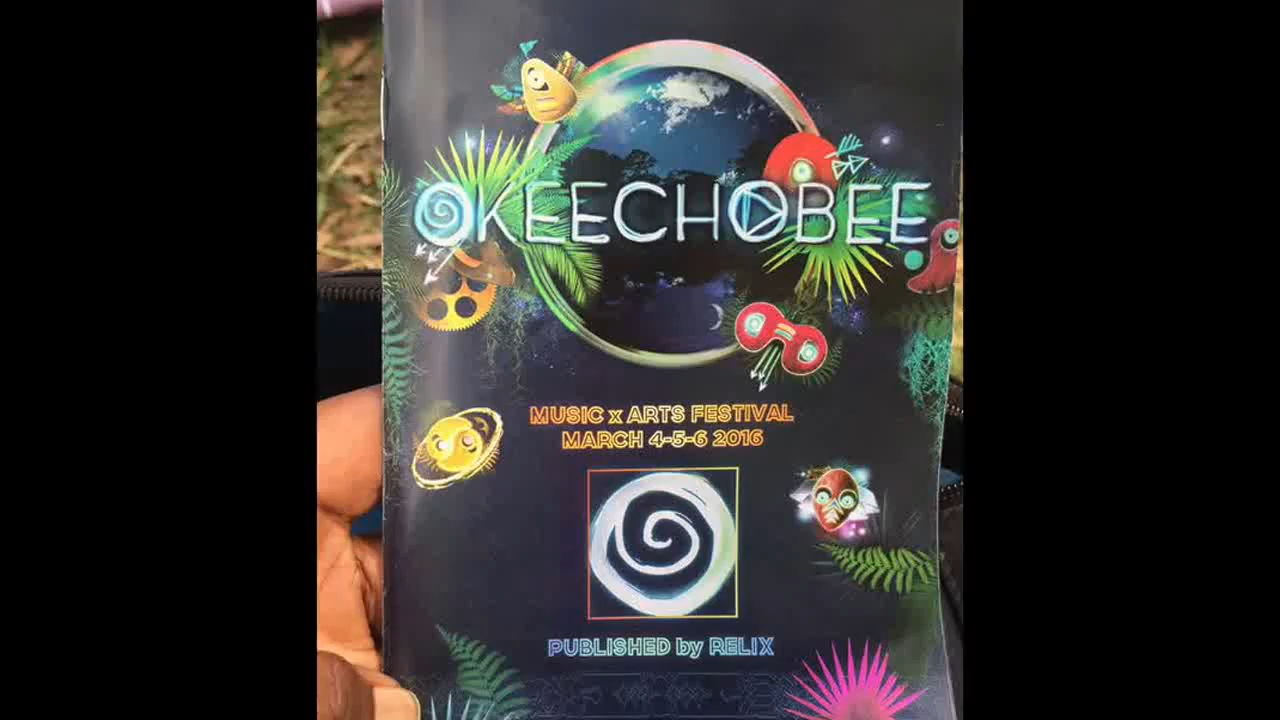 OKEECHOBEE
MUSIC x ARTS FESTIVAL
MARCH 4-5-6 2016
PUBLISHED by RELIX